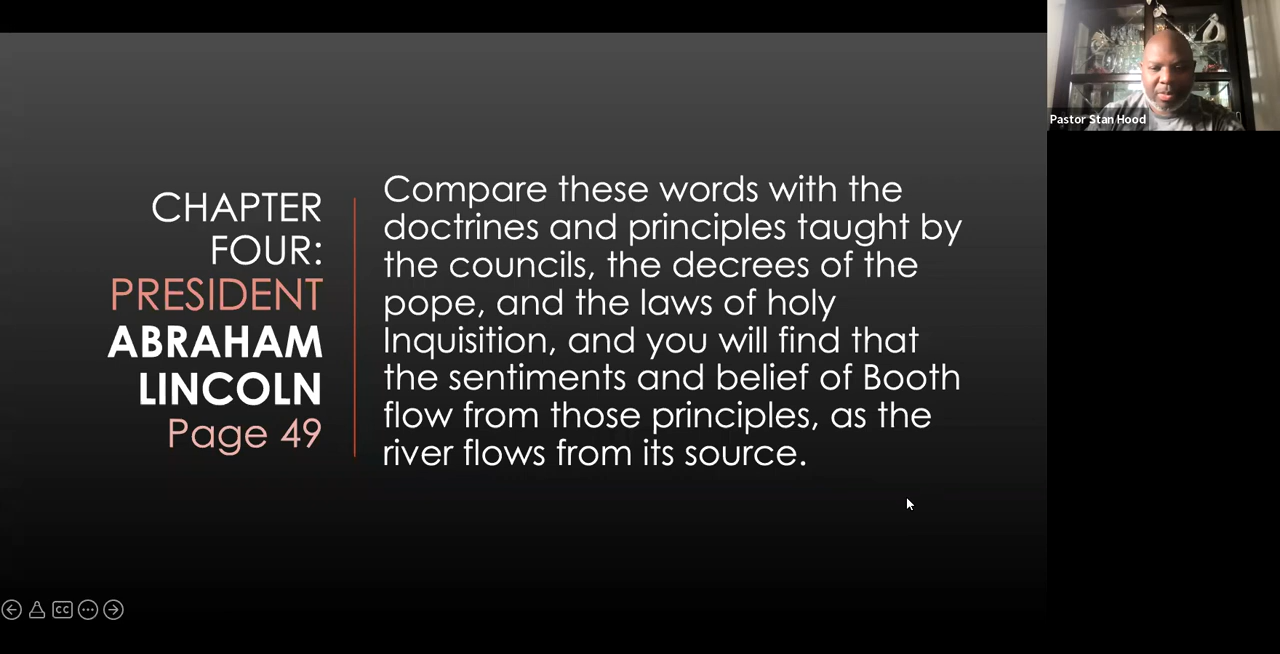 CHAPTER
FOUR:
PRESIDENT
ABRAHAM
LINCOLN
Page 49
Compare these words with the
doctrines and principles taught by
the councils, the decrees of the
pope, and the laws of holy
Inquisition, and you will find that
the sentiments and belief of Booth
flow from those principles, as the
river flows from its source.
Pastor Stan Hood
CC